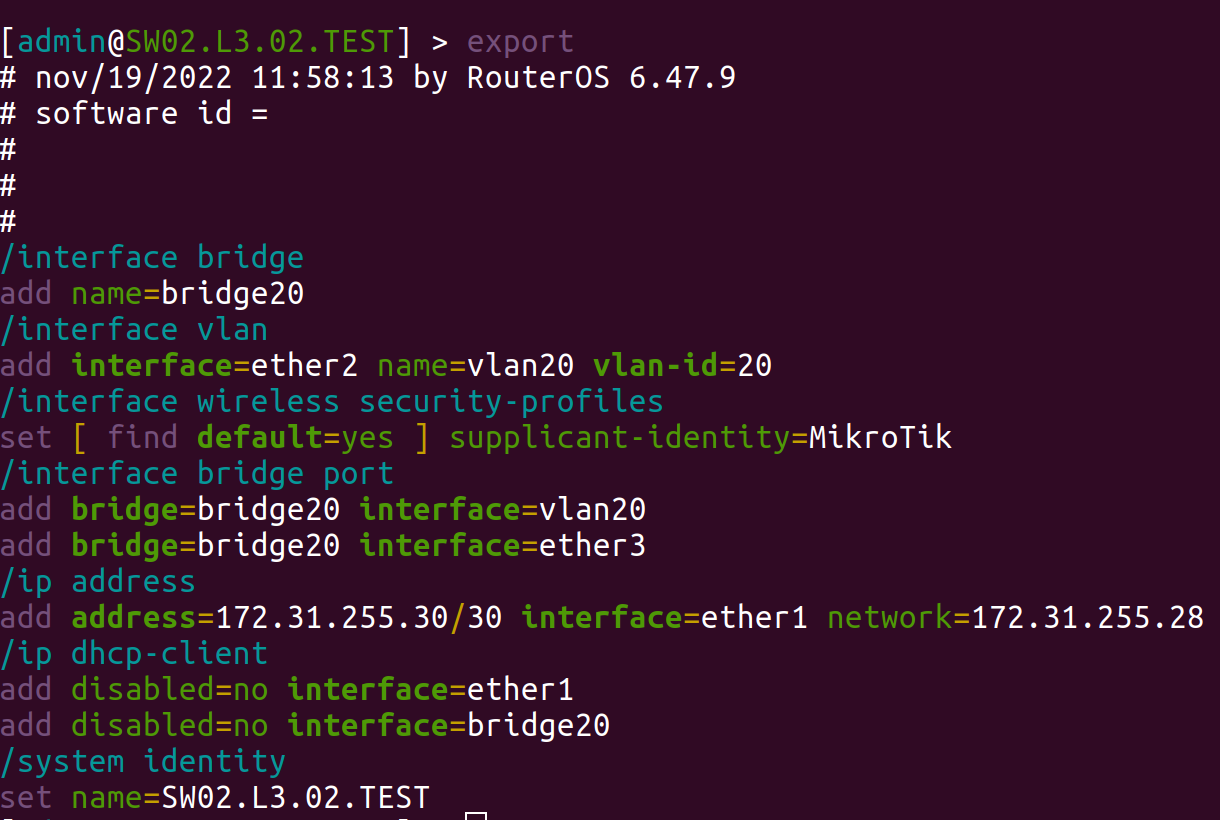 [admin@SW02.L3.02.TEST] > export
# nov/19/2022 11:58:13 by RouterOS 6.47.9
# software id =
#
#
#
/interface bridge
add name=bridge20
/interface vlan
add interface=ether2 name=vlan20 vlan-id=20
/interface wireless security-profiles
set [ find default=yes ] supplicant-identity=MikroTik
/interface bridge port
add bridge=bridge20 interface=vlan20
add bridge=bridge20 interface=ether3
/ip address
add address=172.31.255.30/30 interface=ether1 network=172.31.255.28
/ip dhcp-client
add disabled=no interface=ether1
add disabled=no interface=bridge20
/system identity
set name=SW02.L3.02.TEST